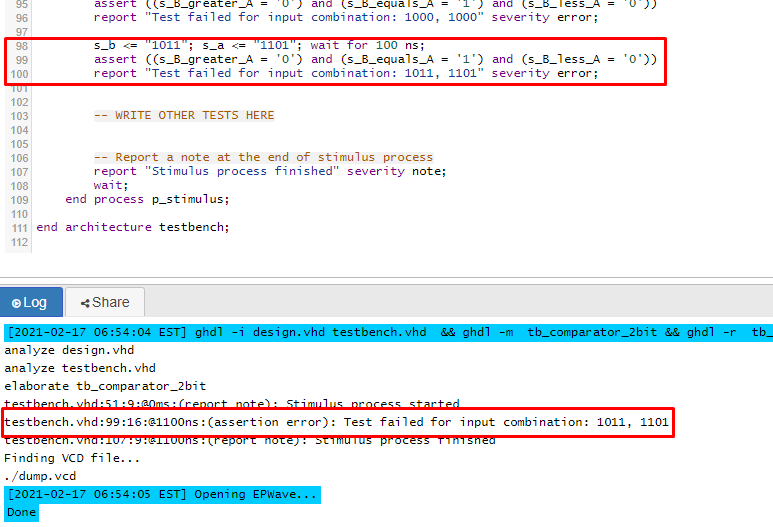 95 assert ((s_B_greater_A = '0') and (s_B_equals_A = '1') and (s_B_less_A = '0'))
96 report "Test failed for input combination: 1000, 1000" severity error;
97
98 s_b <= "1011"; s_a <= "1101"; wait for 100 ns;
99 assert ((s_B_greater_A = '0') and (s_B_equals_A = '1') and (s_B_less_A = '0'))
100 report "Test failed for input combination: 1011, 1101" severity error;
101
102
103 -- WRITE OTHER TESTS HERE
104
105
106 -- Report a note at the end of stimulus process
107 report "Stimulus process finished" severity note;
108 wait;
109 end process p_stimulus;
110
111 end architecture testbench;
112
Log Share
[2021-02-17 06:54:04 EST] ghdl -i design.vhd testbench.vhd && ghdl -m tb_comparator_2bit && ghdl -r tb_
analyze design.vhd
analyze testbench.vhd
elaborate tb_comparator_2bit
testbench.vhd:51:9:@0ms:(report note): Stimulus process started
testbench.vhd:99:16:@1100ns:(assertion error): Test failed for input combination: 1011, 1101
testbench.vhd:107:9:@1100ns:(report note): Stimulus process finished
Finding VCD file...
./dump.vcd
[2021-02-17 06:54:05 EST] Opening EPWave...
Done